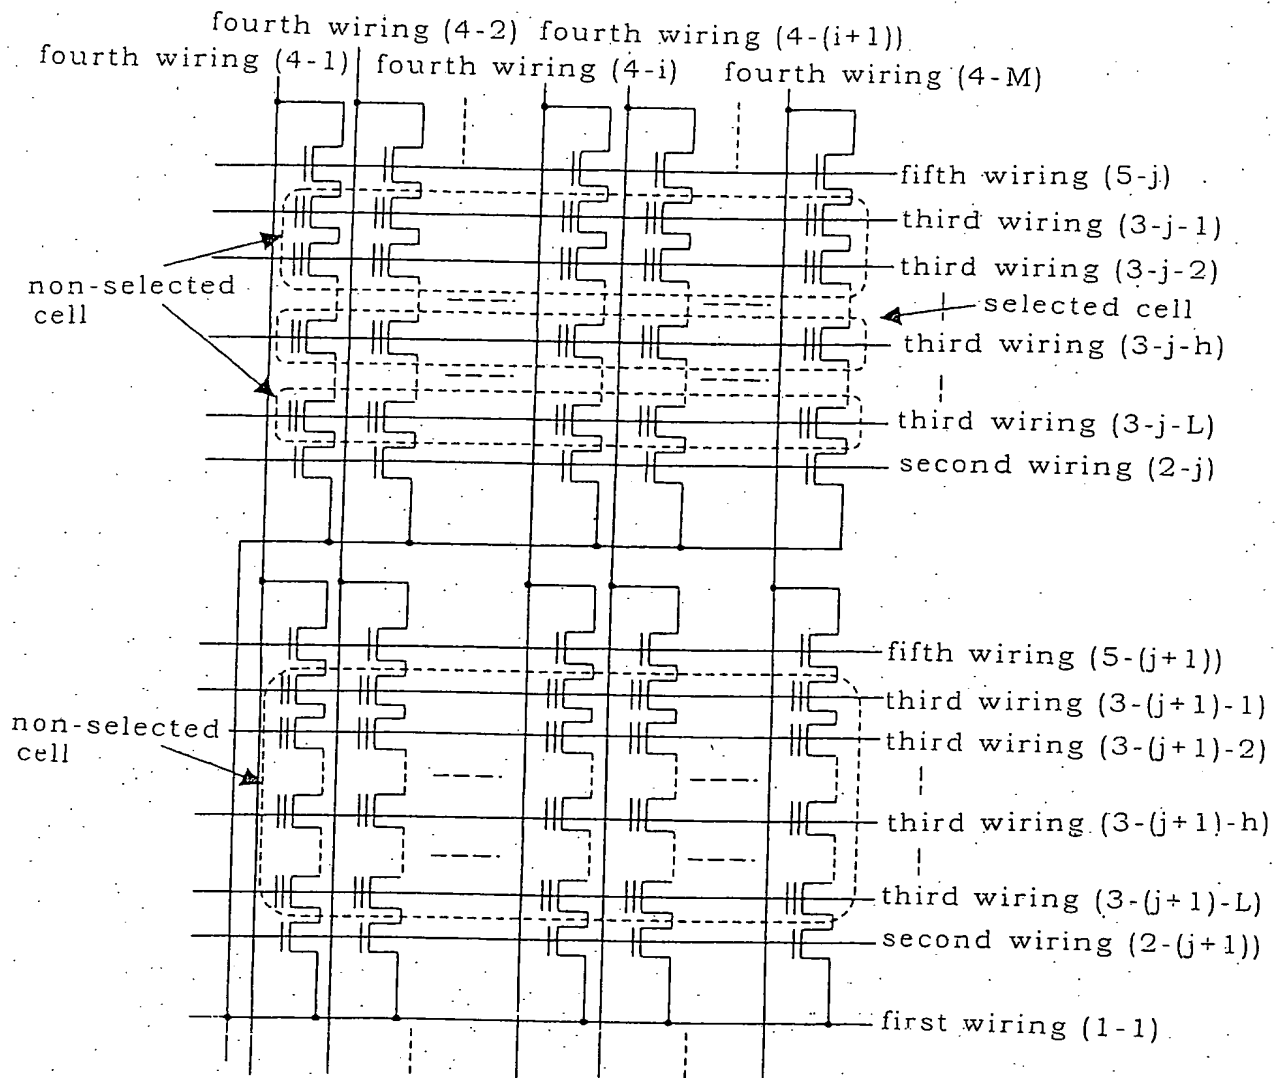 fourth wiring (4-2) fourth wiring (4-(i+1))
fourth wiring (4-1) fourth wiring (4-i) fourth wiring (4-M)
fifth wiring (5-j)
third wiring (3-j-1)
third wiring (3-j-2)
non-selected
cell
selected cell
third wiring (3-j-h)
third wiring (3-j-L)
second wiring (2-j)
fifth wiring (5-(j+1))
third wiring (3-(j+1)-1)
non-selected
cell
third wiring (3-(j+1)-2)
third wiring (3-(j+1)-h)
third wiring (3-(j+1)-L)
second wiring (2-(j+1))
first wiring (1-1)